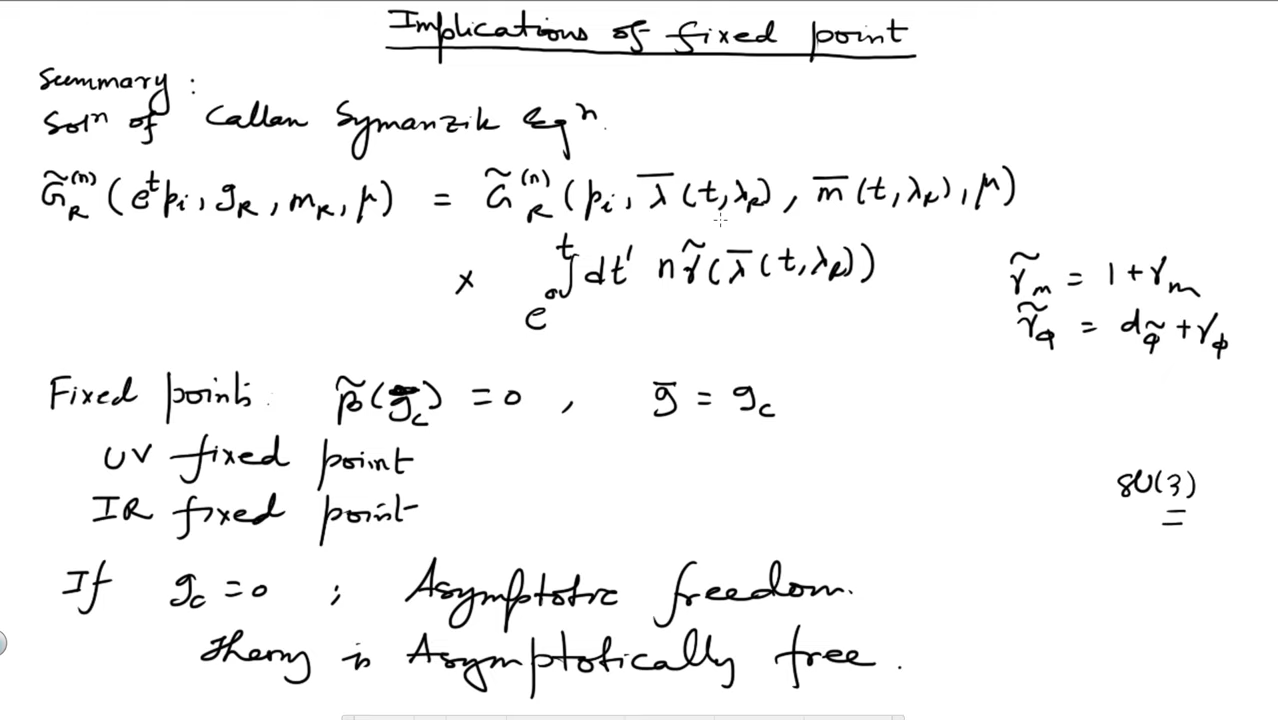 Implications of fixed point
Summary :
Solⁿ of Callan Symanzik Eqⁿ.
G̃_R^(n) (e^t p_i, g_R, m_R, μ) = G̃_R^(n) (p_i, λ̄(t, λ_R), m̄(t, λ_R), μ)
× e^{∫_0^t dt' n γ̃(λ̄(t, λ_R))}
γ̃_m = 1 + γ_m
γ̃_φ = d_φ̃ + γ_φ
Fixed points: β̃(g_c) = 0 , ḡ = g_c
UV fixed point
IR fixed point
SU(3)
If g_c = 0 ; Asymptotic freedom.
Theory is Asymptotically free .